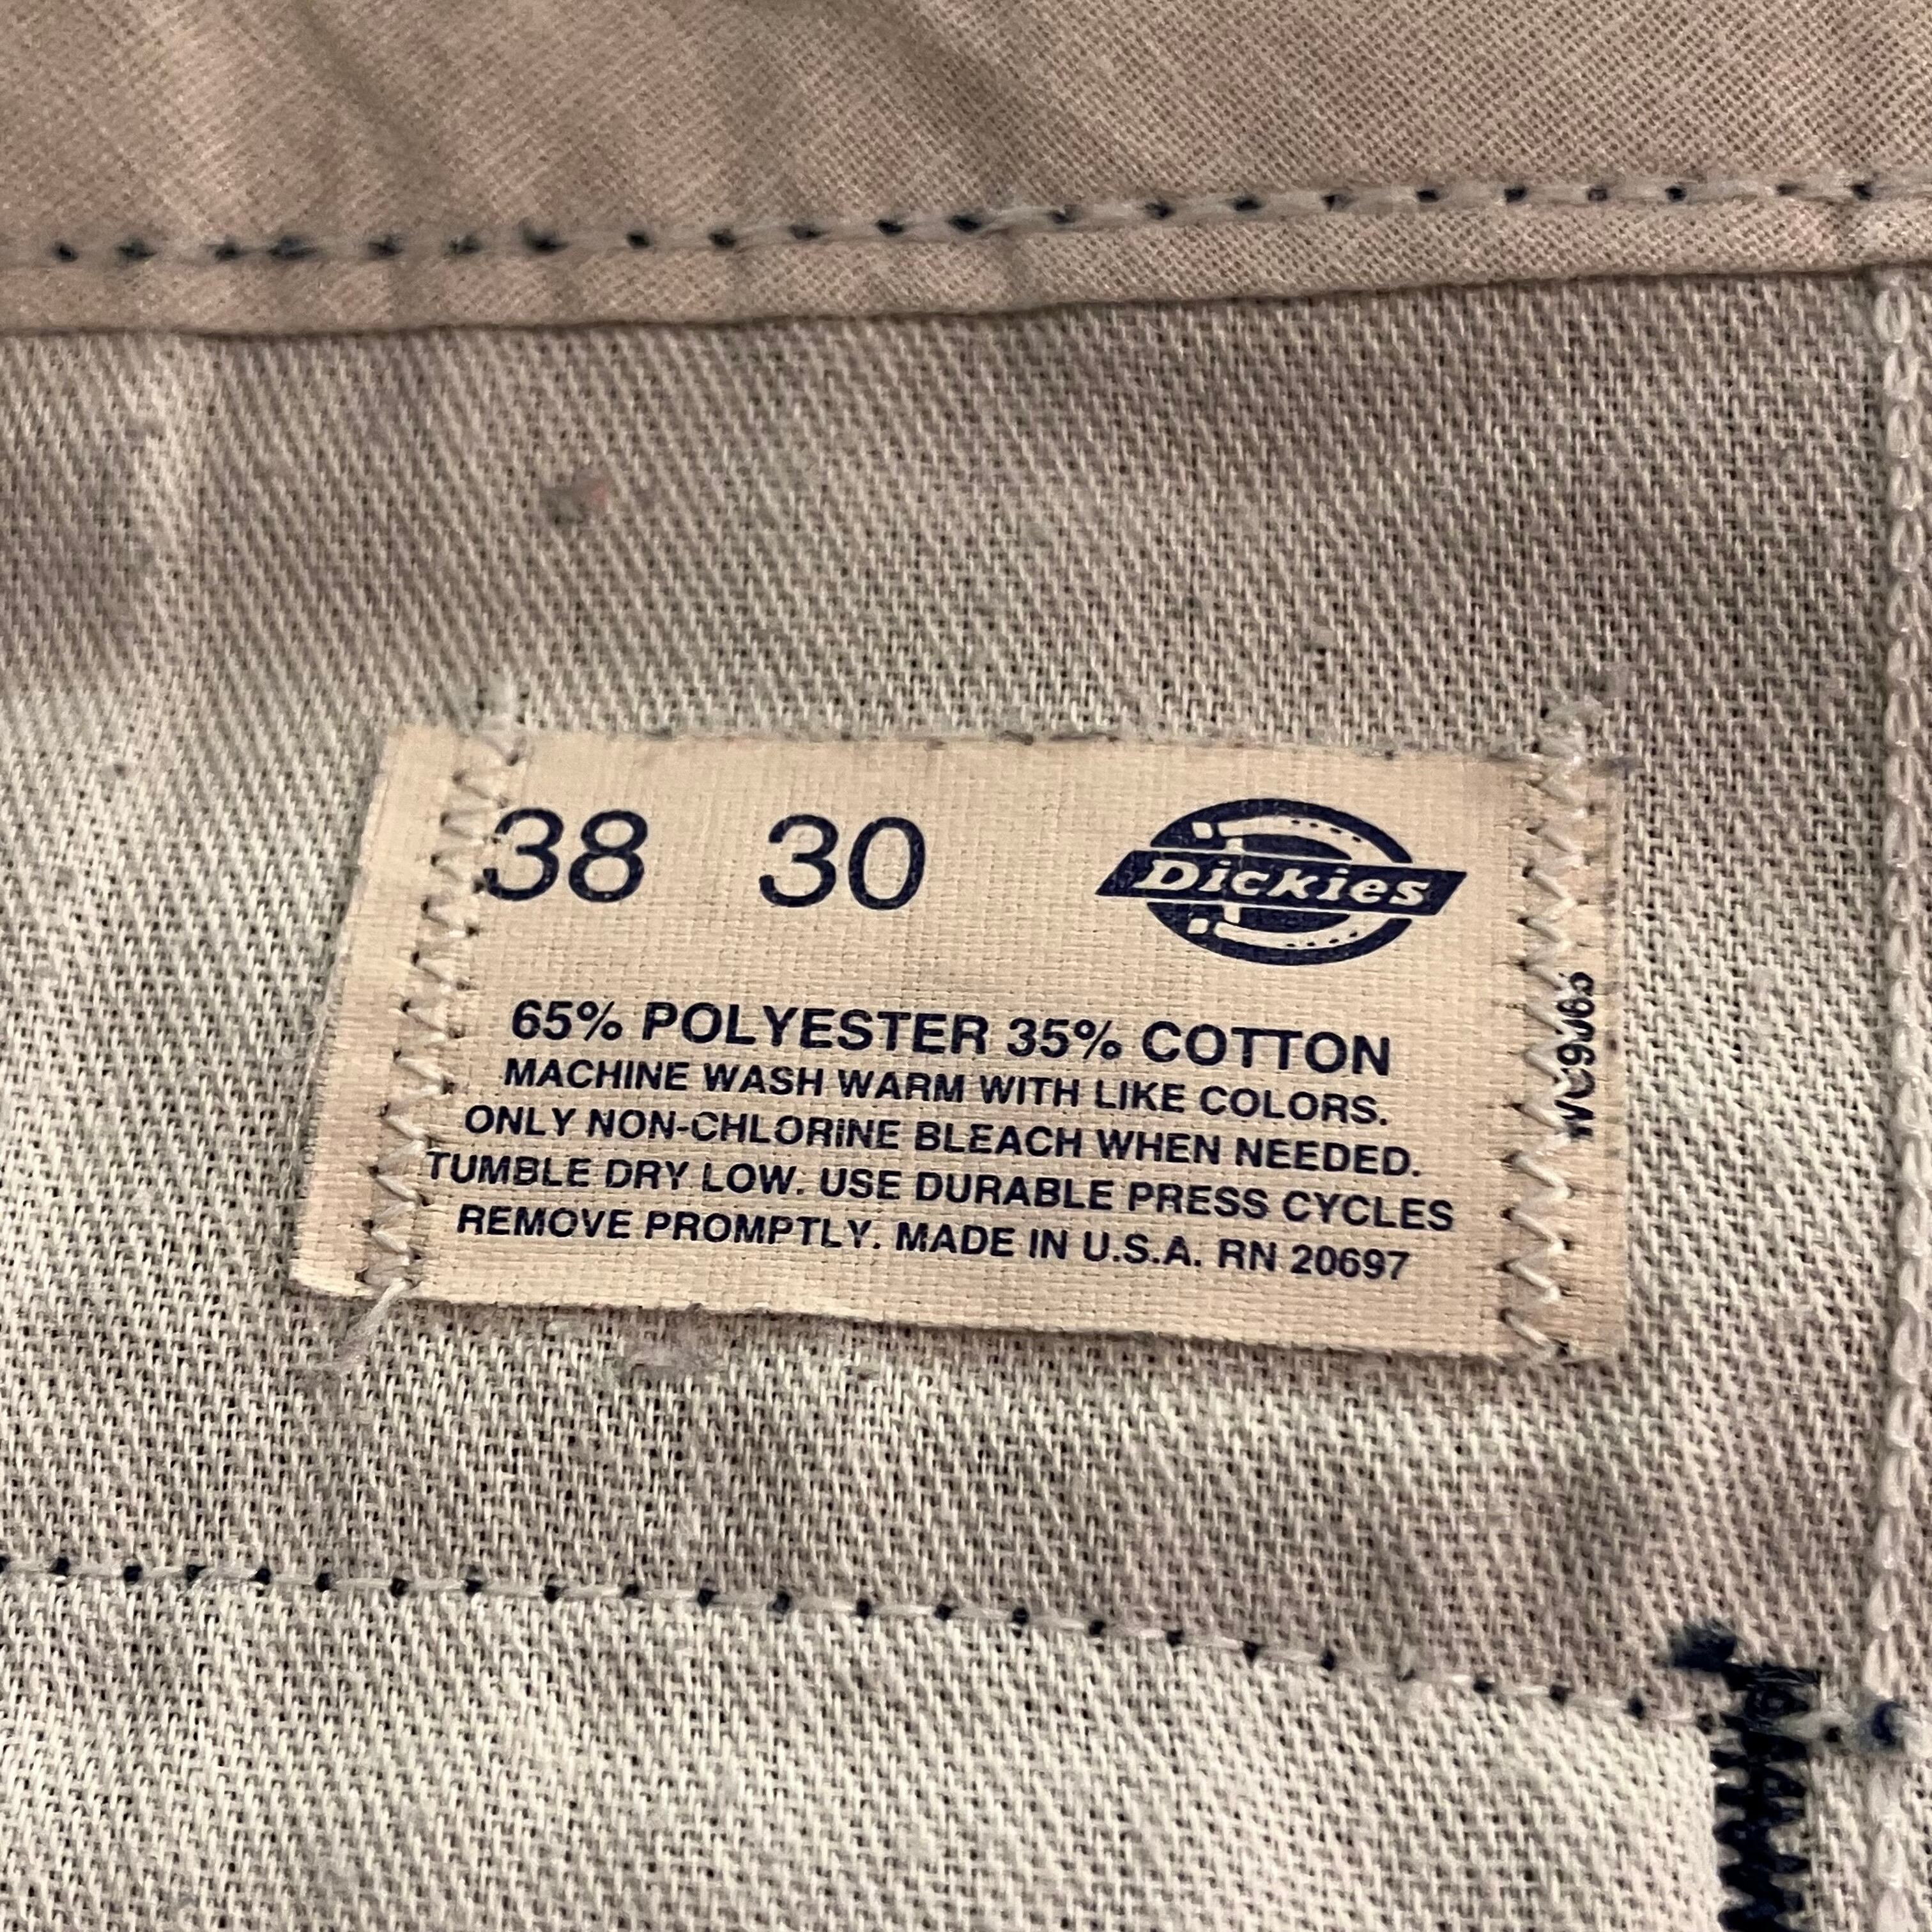 38 30
Dickies
65% POLYESTER 35% COTTON
MACHINE WASH WARM WITH LIKE COLORS.
ONLY NON-CHLORINE BLEACH WHEN NEEDED.
TUMBLE DRY LOW. USE DURABLE PRESS CYCLES
REMOVE PROMPTLY. MADE IN U.S.A. RN 20697